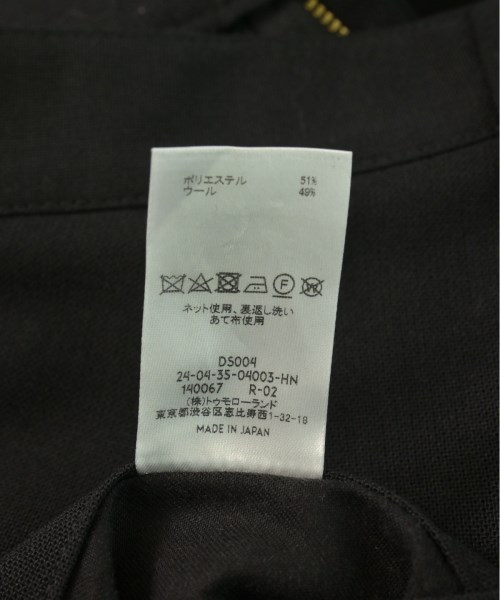 ポリエステル 51%
ウール 49%
F W
ネット使用、裏返し洗い
あて布使用
DS004
24-04-35-04003-HN
140067 R-02
(株)トゥモローランド
東京都渋谷区恵比寿西1-32-18
MADE IN JAPAN